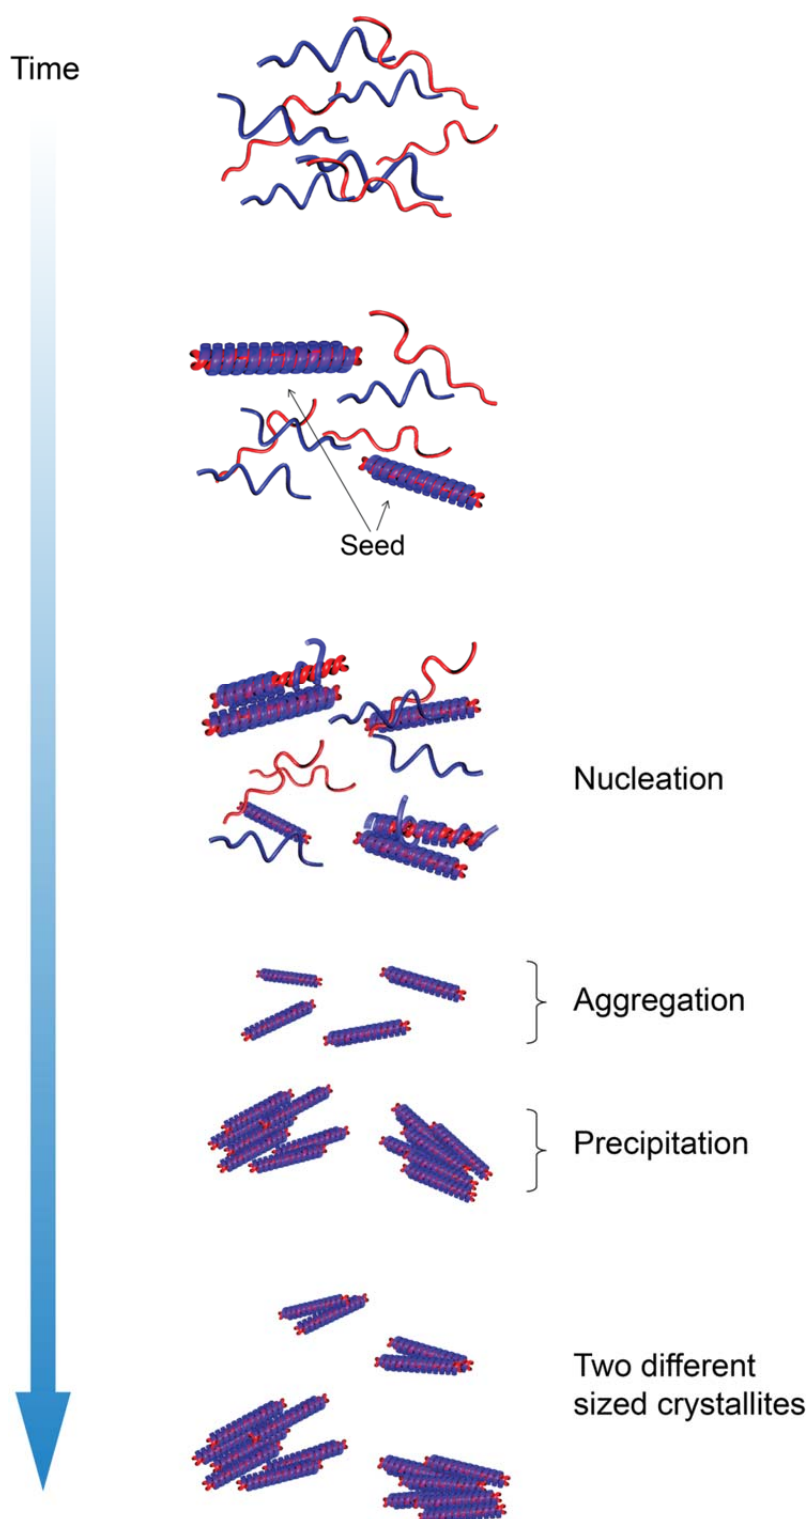 Time
Seed
Nucleation
Aggregation
Precipitation
Two different
sized crystallites